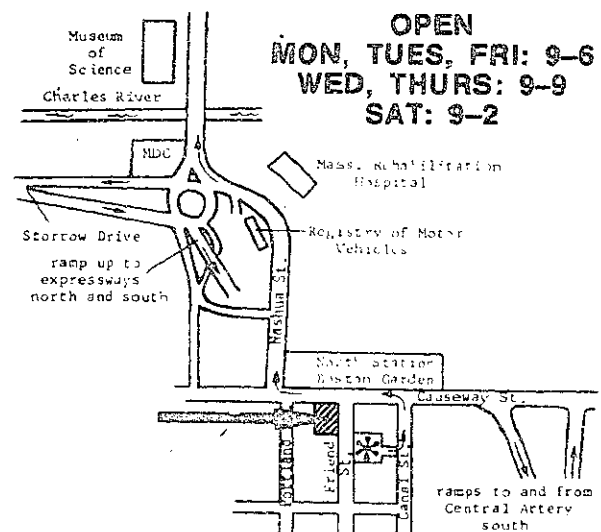 OPEN
MON, TUES, FRI: 9–6
WED, THURS: 9–9
SAT: 9–2
Museum
of
Science
Charles River
MDC
Mass. Rehabilitation
Hospital
Storrow Drive
Registry of Motor
Vehicles
ramp up to
expressways
north and south
Nashua St.
North Station
Boston Garden
Causeway St.
Portland
Friend
St.
Canal St.
ramps to and from
Central Artery
south